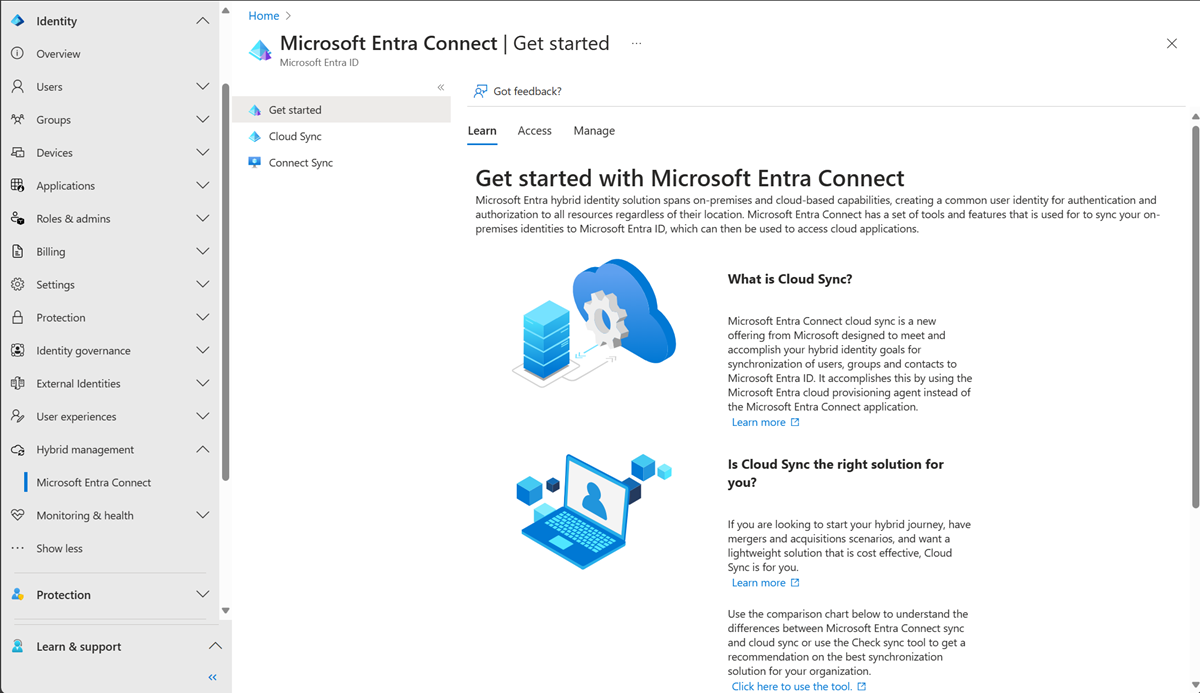 Identity
Overview
Users
Groups
Devices
Applications
Roles & admins
Billing
Settings
Protection
Identity governance
External Identities
User experiences
Hybrid management
Microsoft Entra Connect
Monitoring & health
Show less
Protection
Learn & support
Home
Microsoft Entra Connect | Get started
Microsoft Entra ID
Get started
Cloud Sync
Connect Sync
Got feedback?
Learn Access Manage
Get started with Microsoft Entra Connect
Microsoft Entra hybrid identity solution spans on-premises and cloud-based capabilities, creating a common user identity for authentication and
authorization to all resources regardless of their location. Microsoft Entra Connect has a set of tools and features that is used for to sync your on-
premises identities to Microsoft Entra ID, which can then be used to access cloud applications.
What is Cloud Sync?
Microsoft Entra Connect cloud sync is a new
offering from Microsoft designed to meet and
accomplish your hybrid identity goals for
synchronization of users, groups and contacts to
Microsoft Entra ID. It accomplishes this by using the
Microsoft Entra cloud provisioning agent instead of
the Microsoft Entra Connect application.
Learn more
Is Cloud Sync the right solution for
you?
If you are looking to start your hybrid journey, have
mergers and acquisitions scenarios, and want a
lightweight solution that is cost effective, Cloud
Sync is for you.
Learn more
Use the comparison chart below to understand the
differences between Microsoft Entra Connect sync
and cloud sync or use the Check sync tool to get a
recommendation on the best synchronization
solution for your organization.
Click here to use the tool.